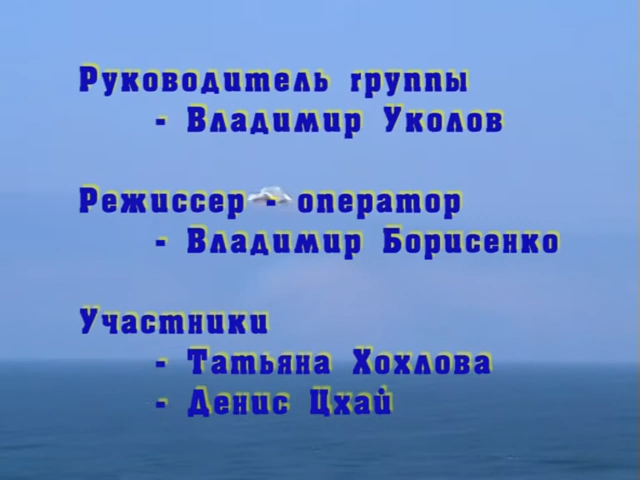 Руководитель группы
- Владимир Уколов
Режиссер - оператор
- Владимир Борисенко
Участники
- Татьяна Хохлова
- Денис Цхай